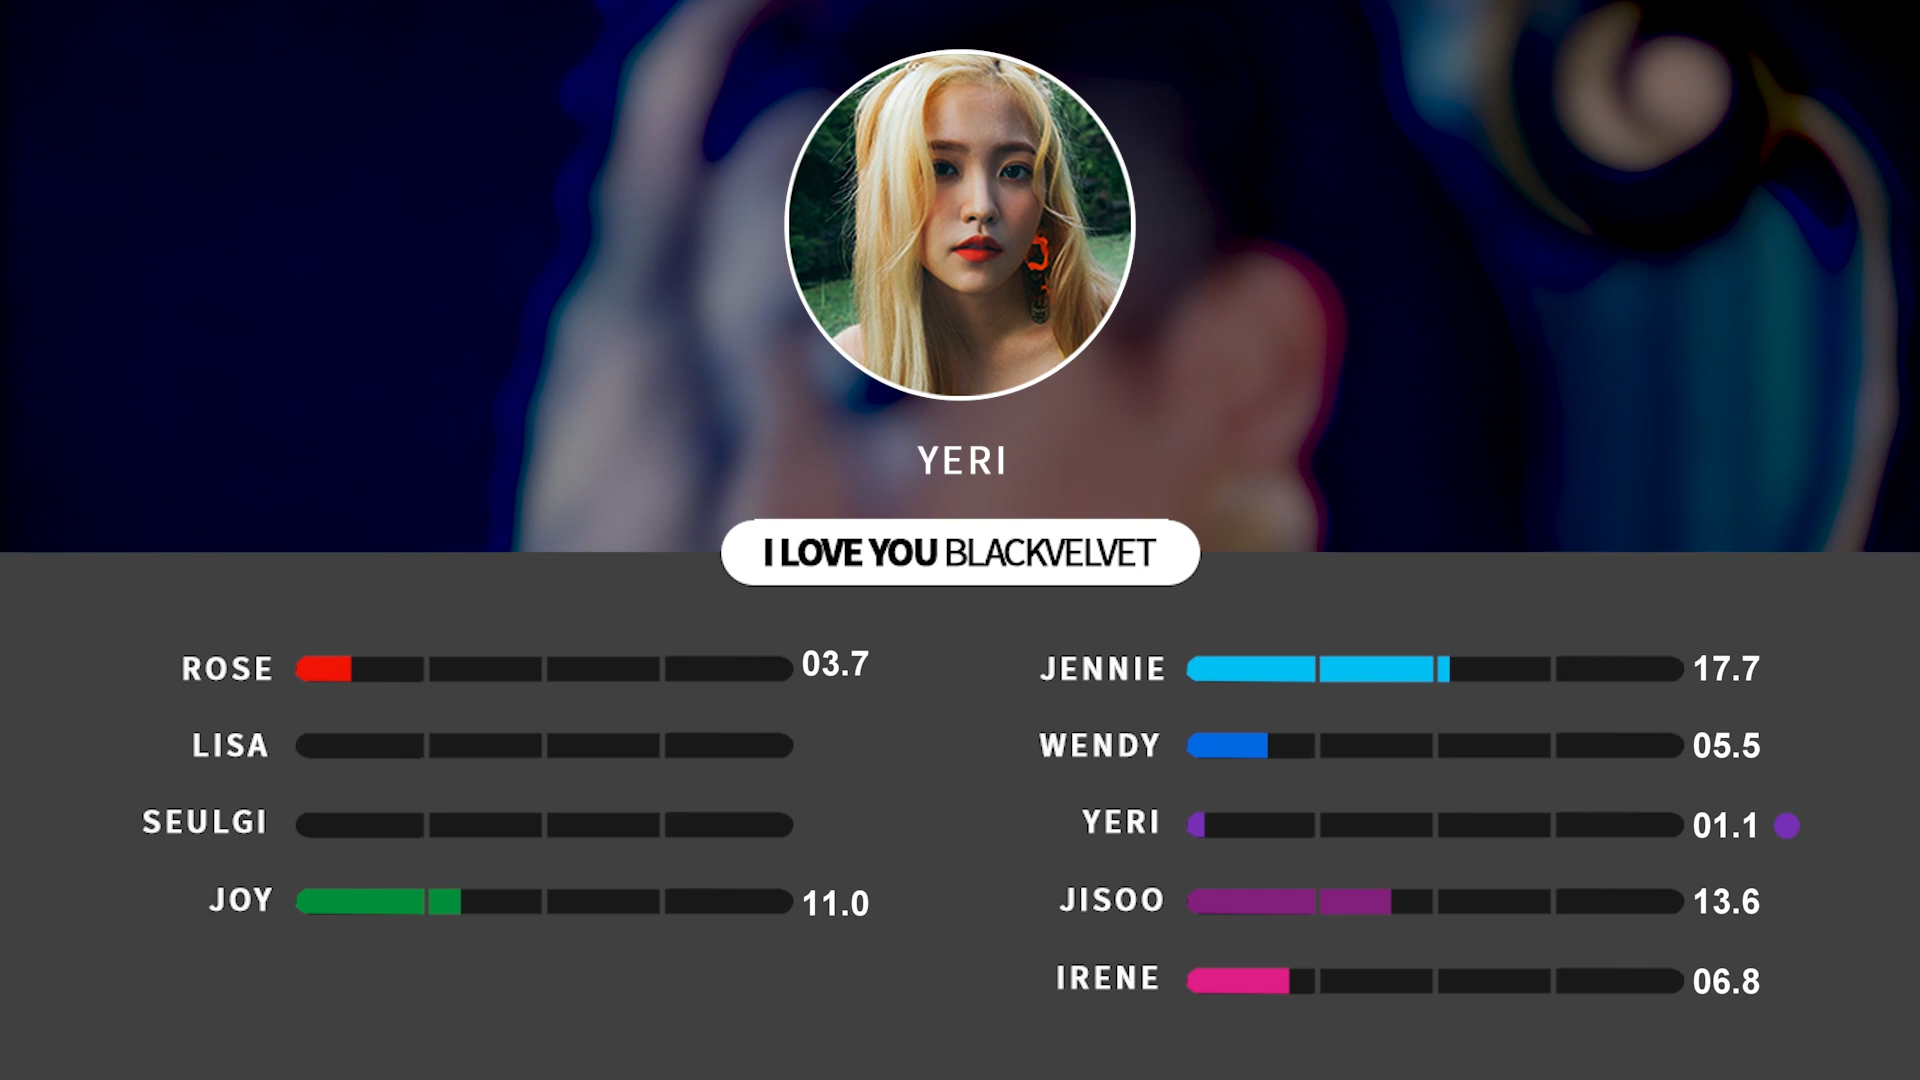 YERI
I LOVE YOU BLACKVELVET
ROSE 03.7
LISA
SEULGI
JOY 11.0
JENNIE 17.7
WENDY 05.5
YERI 01.1
JISOO 13.6
IRENE 06.8